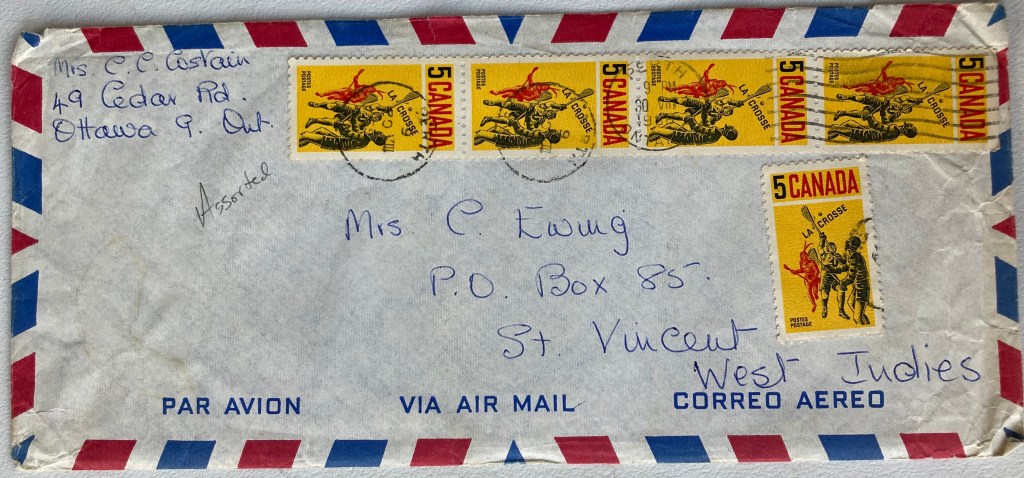 Mrs C. C. Costain
49 Cedar Rd.
Ottawa 9. Ont.
Assorted
5 CANADA
LA CROSSE
POSTES
POSTAGE
5 CANADA
LA CROSSE
POSTES
POSTAGE
5 CANADA
LA CROSSE
POSTES
POSTAGE
5 CANADA
LA CROSSE
POSTES
POSTAGE
5 CANADA
LA CROSSE
POSTES
POSTAGE
Mrs. C. Ewing
P.O. Box 85.
St. Vincent
West Indies
PAR AVION
VIA AIR MAIL
CORREO AEREO